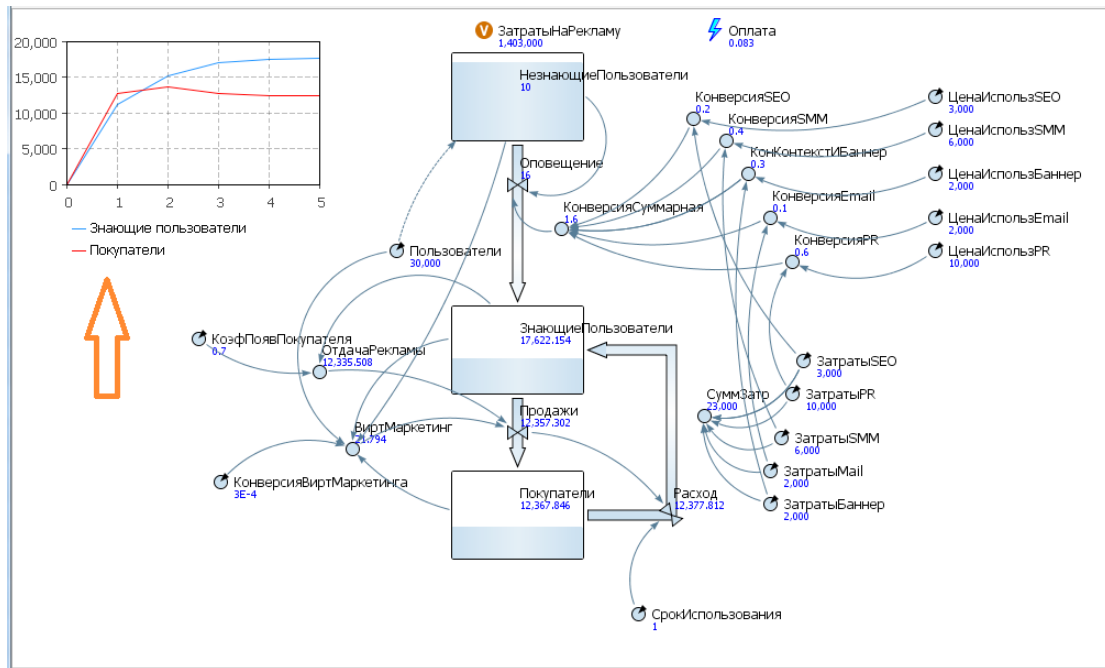 V ЗатратыНаРекламу
1,403,000
Оплата
0.083
20,000
15,000
10,000
5,000
0
0 1 2 3 4 5
Знающие пользователи
Покупатели
НезнающиеПользователи
10
Оповещение
16
КонверсияSEO
0.2
КонверсияSMM
0.4
КонКонтекстИБаннер
0.3
КонверсияEmail
0.1
КонверсияPR
0.6
КонверсияСуммарная
1.6
ЦенаИспользSEO
3,000
ЦенаИспользSMM
6,000
ЦенаИспользБаннер
2,000
ЦенаИспользEmail
2,000
ЦенаИспользPR
10,000
Пользователи
30,000
ЗнающиеПользователи
17,622.154
КоэфПоявПокупателя
0.7
ОтдачаРекламы
12,335.508
Продажи
12,357.302
ВиртМаркетинг
21.794
КонверсияВиртМаркетинга
3E-4
Покупатели
12,367.846
Расход
12,377.812
СрокИспользования
1
СуммЗатр
23,000
ЗатратыSEO
3,000
ЗатратыPR
10,000
ЗатратыSMM
6,000
ЗатратыMail
2,000
ЗатратыБаннер
2,000